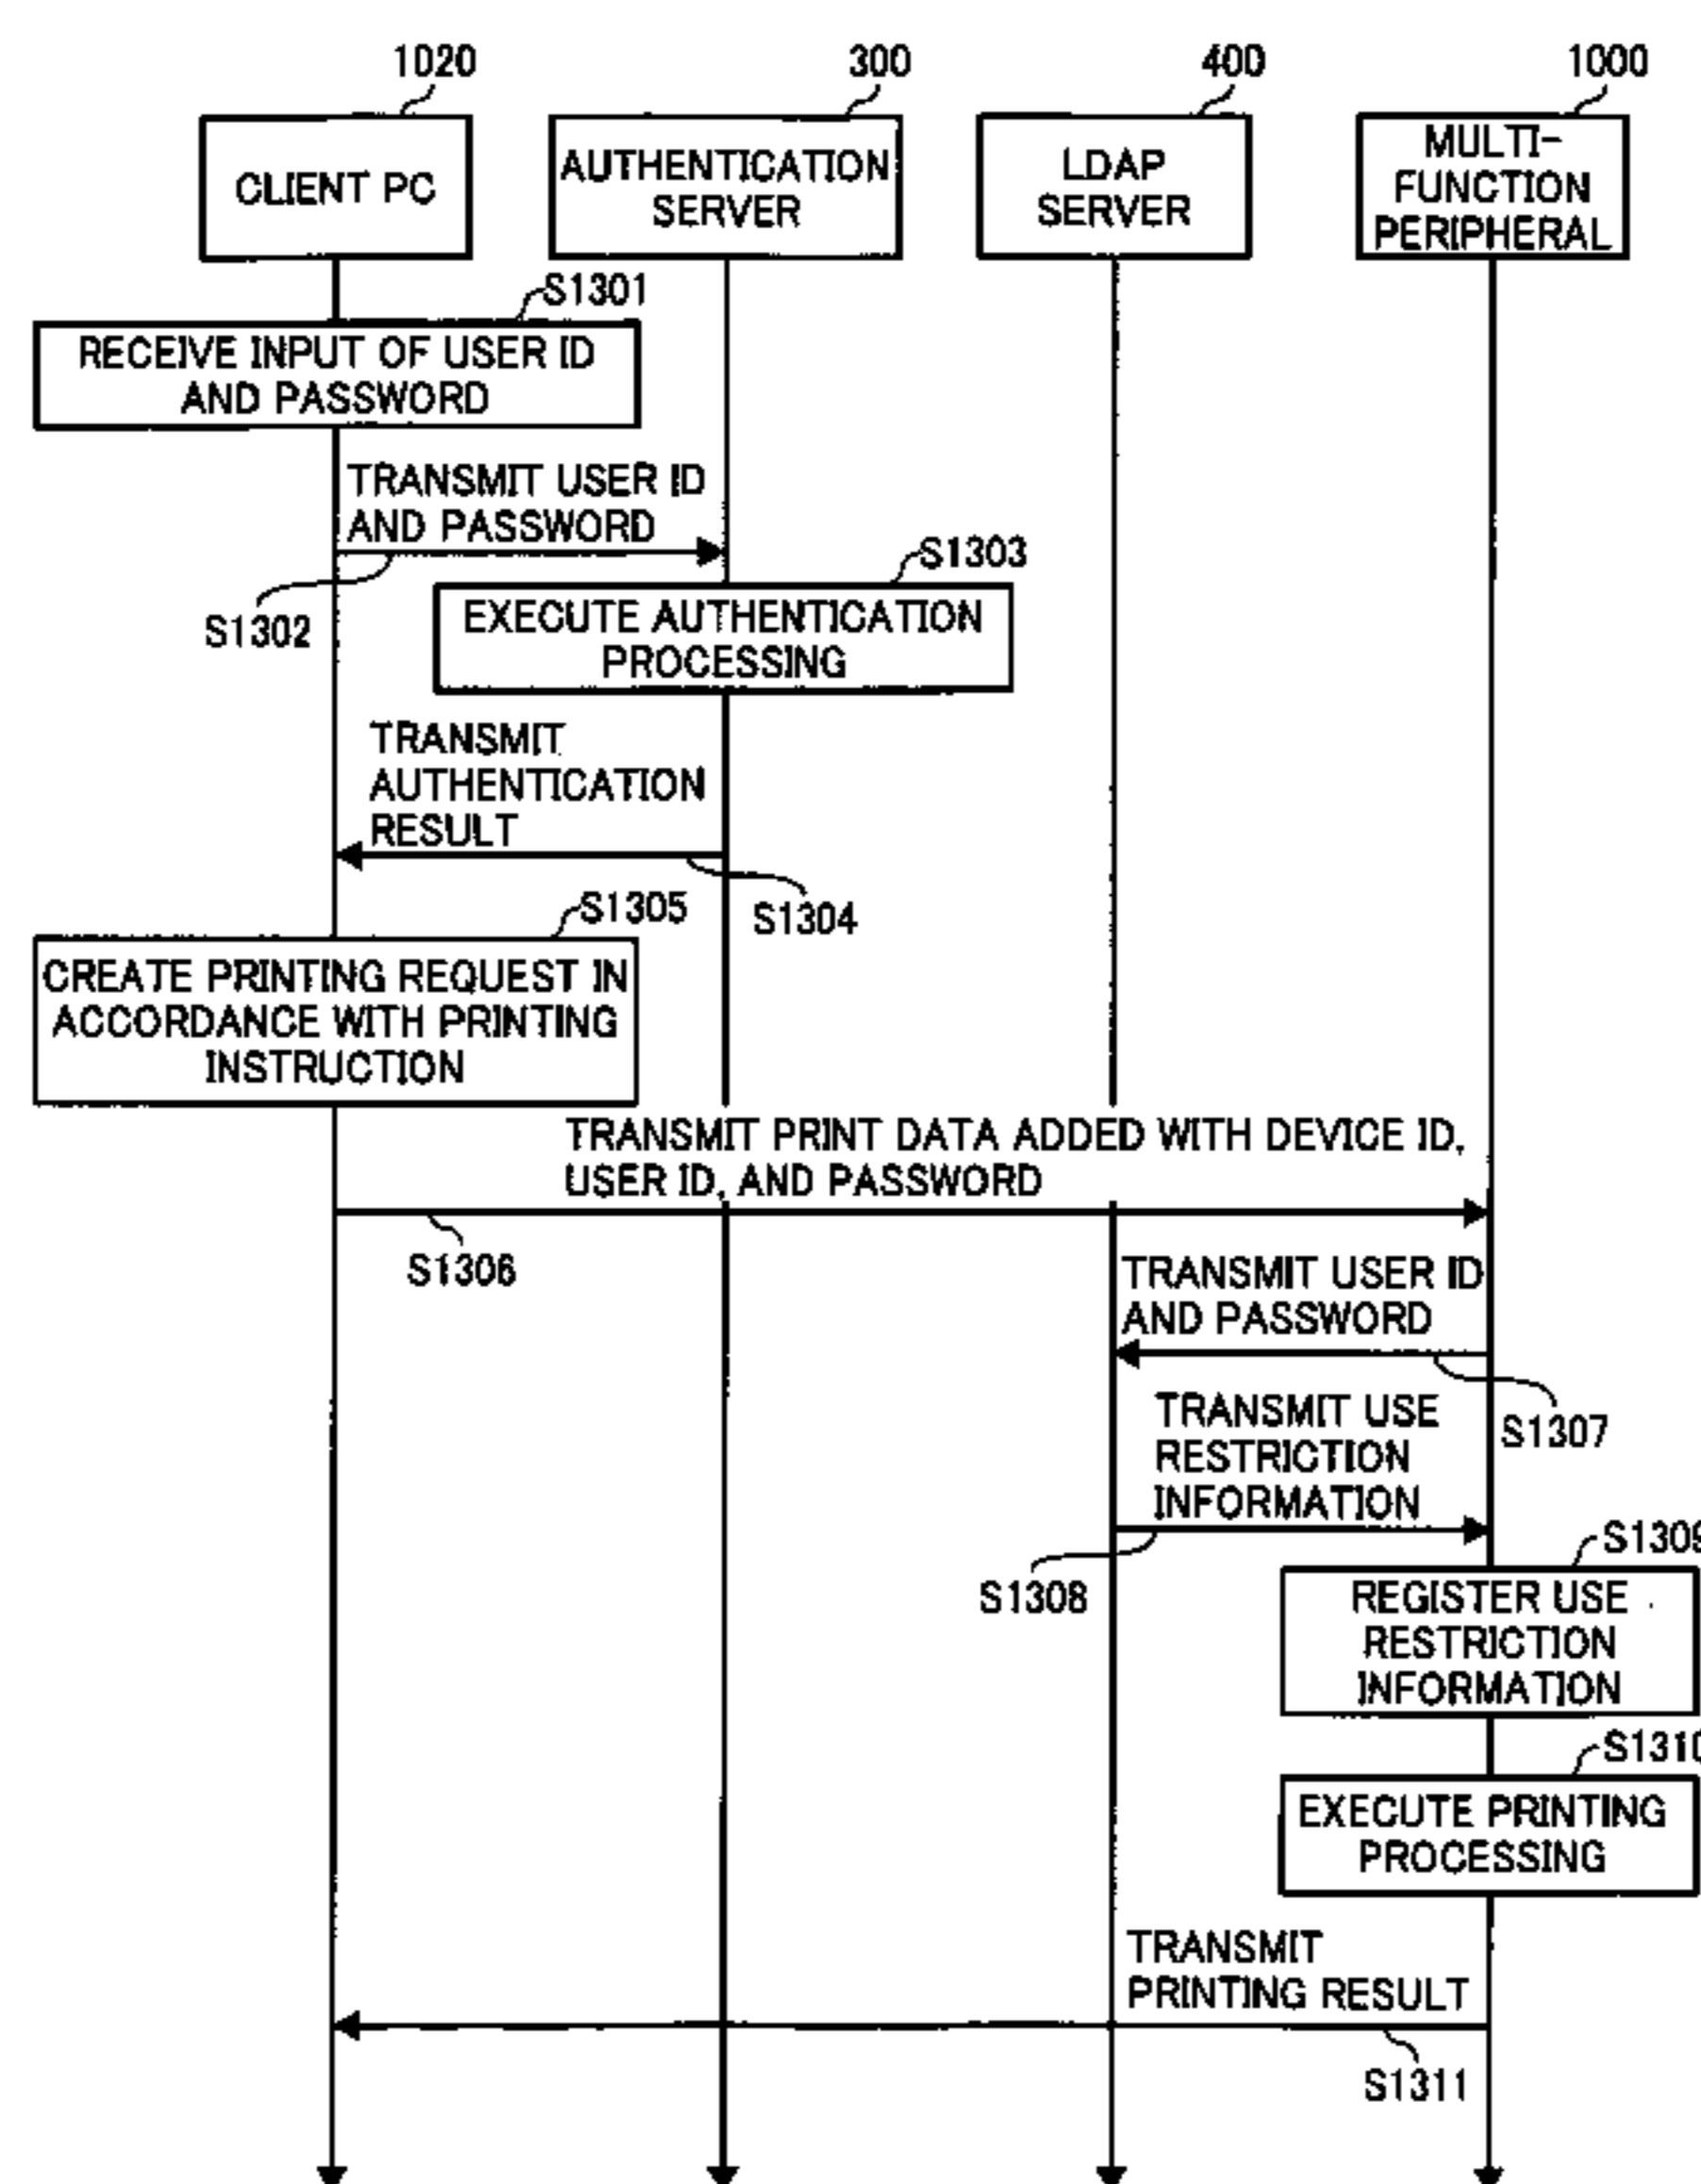 1020
300
400
1000
CLIENT PC
AUTHENTICATION
SERVER
LDAP
SERVER
MULTI-
FUNCTION
PERIPHERAL
S1301
RECEIVE INPUT OF USER ID
AND PASSWORD
TRANSMIT USER ID
AND PASSWORD
S1302
S1303
EXECUTE AUTHENTICATION
PROCESSING
TRANSMIT
AUTHENTICATION
RESULT
S1304
S1305
CREATE PRINTING REQUEST IN
ACCORDANCE WITH PRINTING
INSTRUCTION
TRANSMIT PRINT DATA ADDED WITH DEVICE ID,
USER ID, AND PASSWORD
S1306
TRANSMIT USER ID
AND PASSWORD
S1307
TRANSMIT USE
RESTRICTION
INFORMATION
S1308
S1309
REGISTER USE
RESTRICTION
INFORMATION
S1310
EXECUTE PRINTING
PROCESSING
TRANSMIT
PRINTING RESULT
S1311